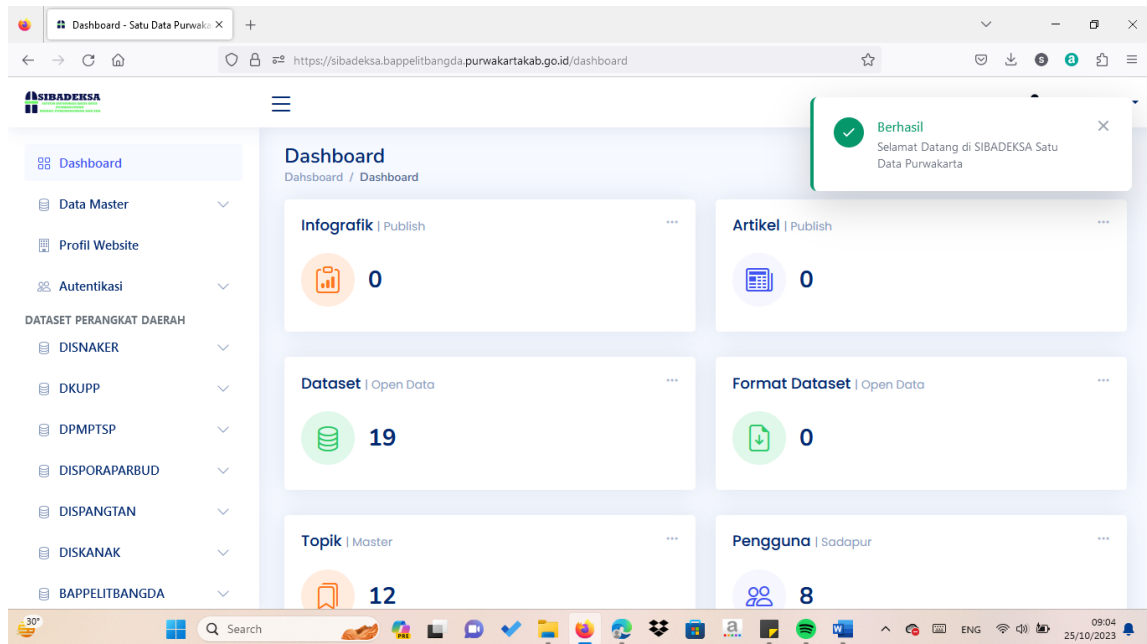 Dashboard - Satu Data Purwaka
https://sibadeksa.bappelitbangda.purwakartakab.go.id/dashboard
SIBADEKSA
Berhasil
Selamat Datang di SIBADEKSA Satu
Data Purwakarta
Dashboard
Data Master
Profil Website
Autentikasi
DATASET PERANGKAT DAERAH
DISNAKER
DKUPP
DPMPTSP
DISPORAPARBUD
DISPANGTAN
DISKANAK
BAPPELITBANGDA
Dashboard
Dahsboard / Dashboard
Infografik | Publish
0
Artikel | Publish
0
Dataset | Open Data
19
Format Dataset | Open Data
0
Topik | Master
12
Pengguna | Sadapur
8
30°
Search
PRE
ENG
09:04
25/10/2023